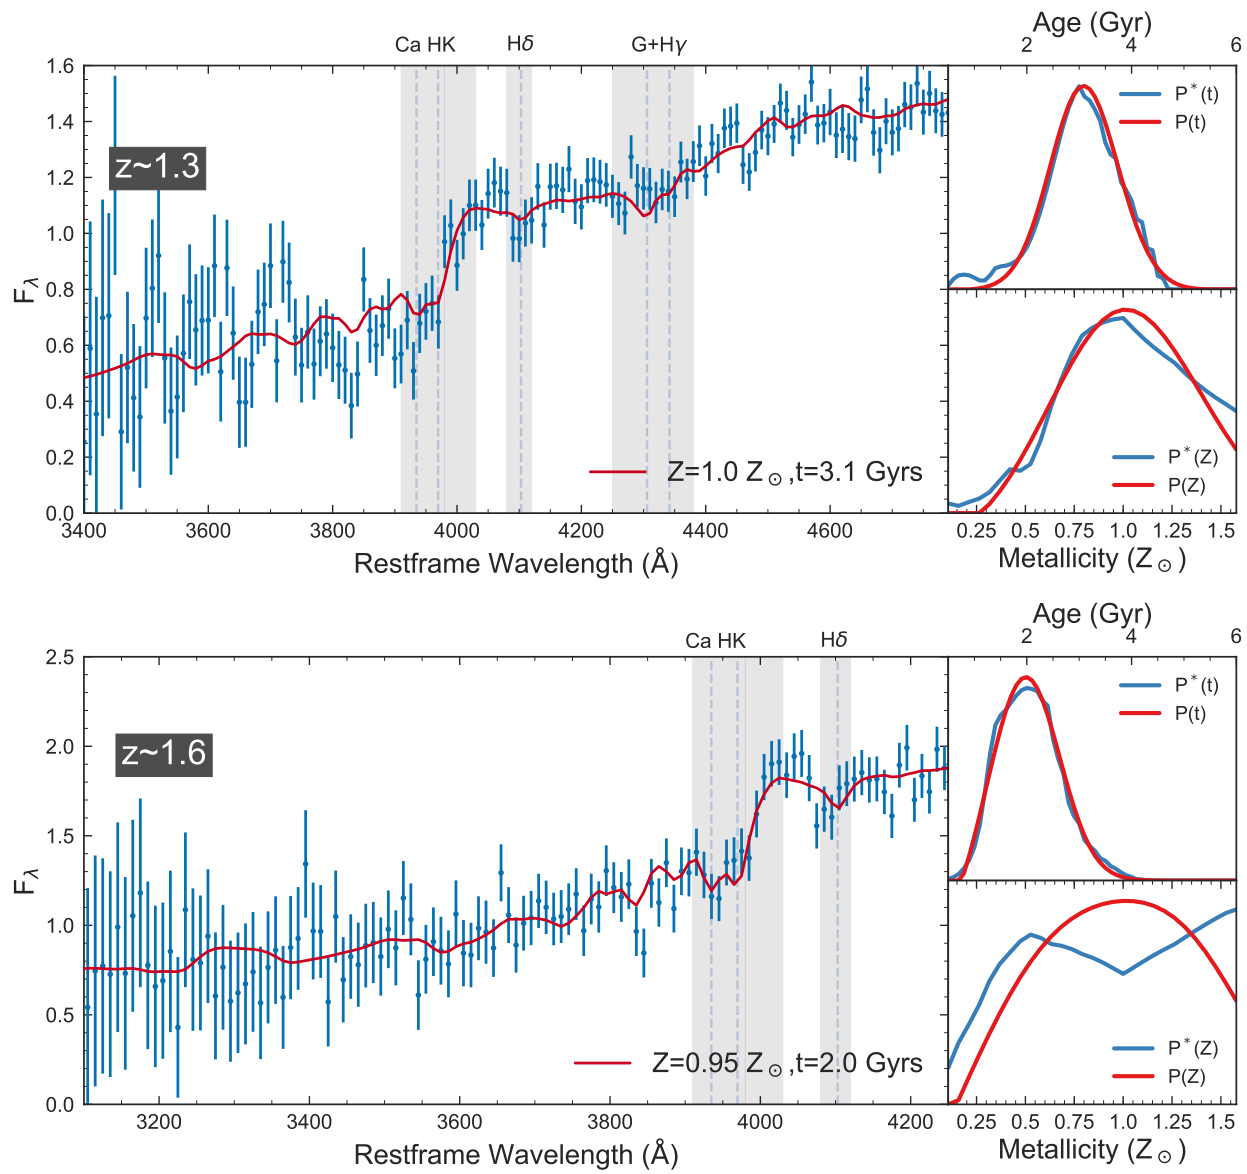 Age (Gyr)
2 4 6
Ca HK Hδ G+Hγ
1.6
1.4
1.2
1.0
0.8
0.6
0.4
0.2
0.0
F_λ
z~1.3
Z=1.0 Z⊙,t=3.1 Gyrs
P*(t)
P(t)
P*(Z)
P(Z)
3400 3600 3800 4000 4200 4400 4600
Restframe Wavelength (Å)
0.25 0.5 0.75 1.0 1.25 1.5
Metallicity (Z⊙)
Age (Gyr)
2 4 6
Ca HK Hδ
2.5
2.0
1.5
1.0
0.5
0.0
F_λ
z~1.6
Z=0.95 Z⊙,t=2.0 Gyrs
P*(t)
P(t)
P*(Z)
P(Z)
3200 3400 3600 3800 4000 4200
Restframe Wavelength (Å)
0.25 0.5 0.75 1.0 1.25 1.5
Metallicity (Z⊙)